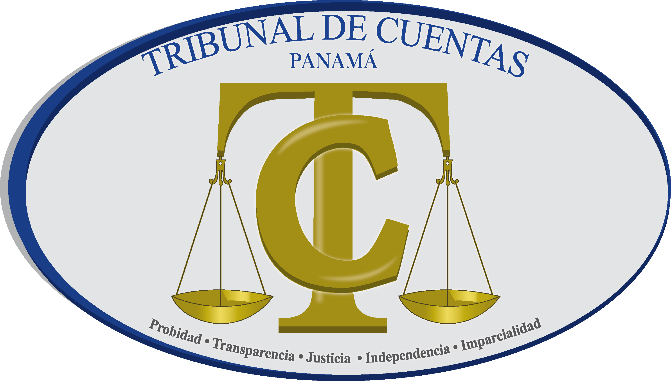 TRIBUNAL DE CUENTAS
PANAMÁ
TC
Probidad • Transparencia • Justicia • Independencia • Imparcialidad